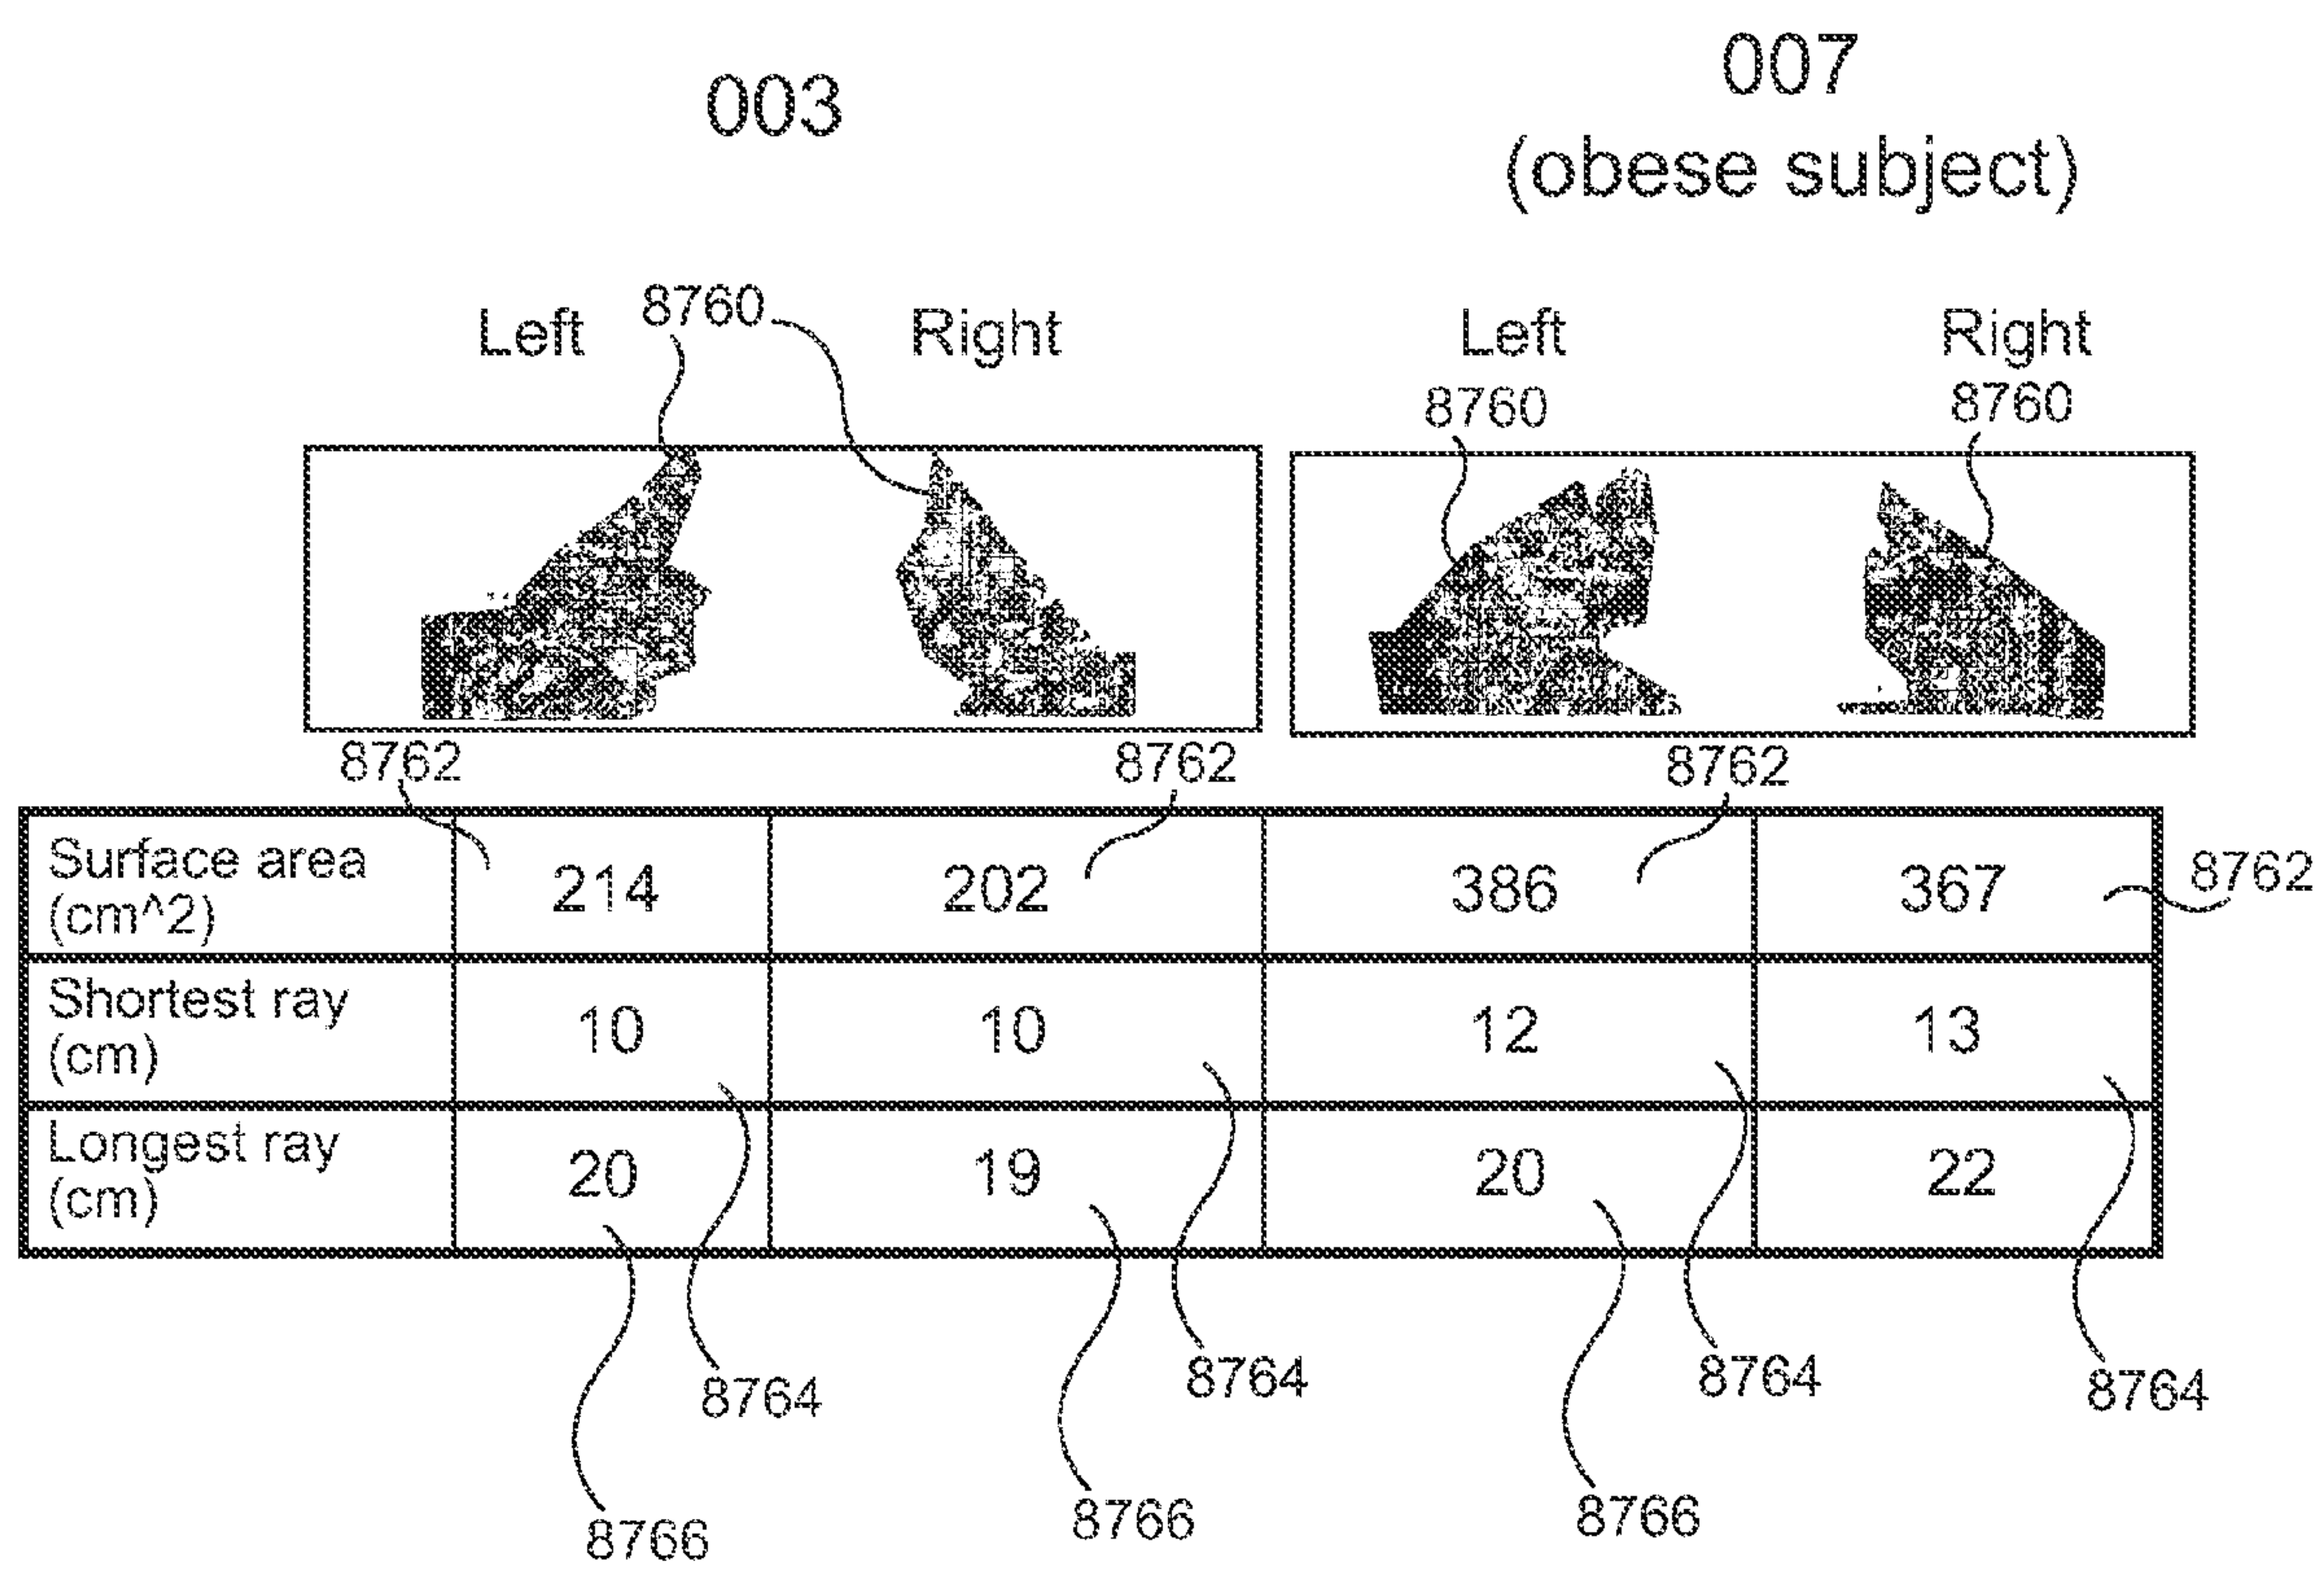 003
007
(obese subject)
Left
8760
Right
Left
8760
Right
8760
8762
8762
8762
Surface area
(cm^2)
214
202
386
367
8762
Shortest ray
(cm)
10
10
12
13
Longest ray
(cm)
20
19
20
22
8764
8764
8764
8764
8766
8766
8766